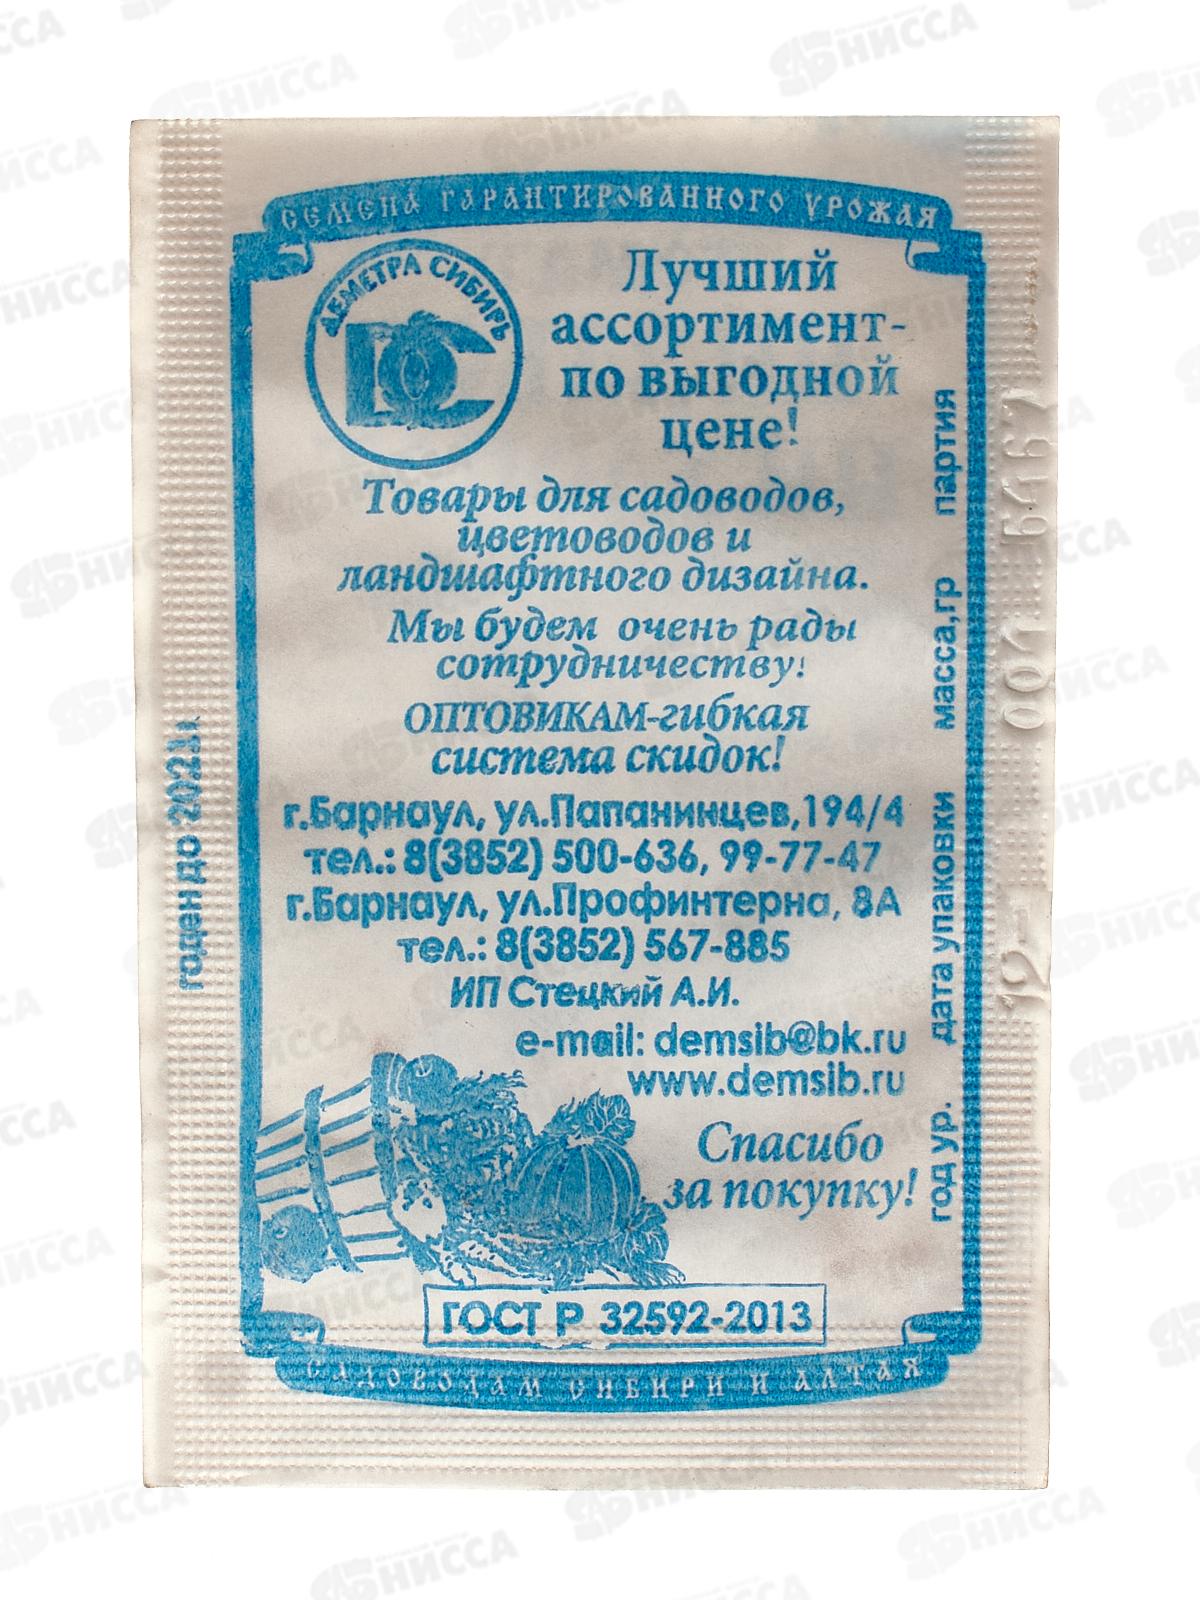 СЕМЕНА ГАРАНТИРОВАННОГО УРОЖАЯ
ДЕМЕТРА СИБИРЬ
ДС
Лучший
ассортимент-
по выгодной
цене!
Товары для садоводов,
цветоводов и
ландшафтного дизайна.
Мы будем очень рады
сотрудничеству!
ОПТОВИКАМ-гибкая
система скидок!
г.Барнаул, ул.Папанинцев,194/4
тел.: 8(3852) 500-636, 99-77-47
г.Барнаул, ул.Профинтерна, 8А
тел.: 8(3852) 567-885
ИП Стецкий А.И.
e-mail: demsib@bk.ru
www.demsib.ru
Спасибо
за покупку!
ГОСТ Р 32592-2013
САДОВОДАМ СИБИРИ И АЛТАЯ
годен до
год ур. дата упаковки масса,гр партия
НИССА